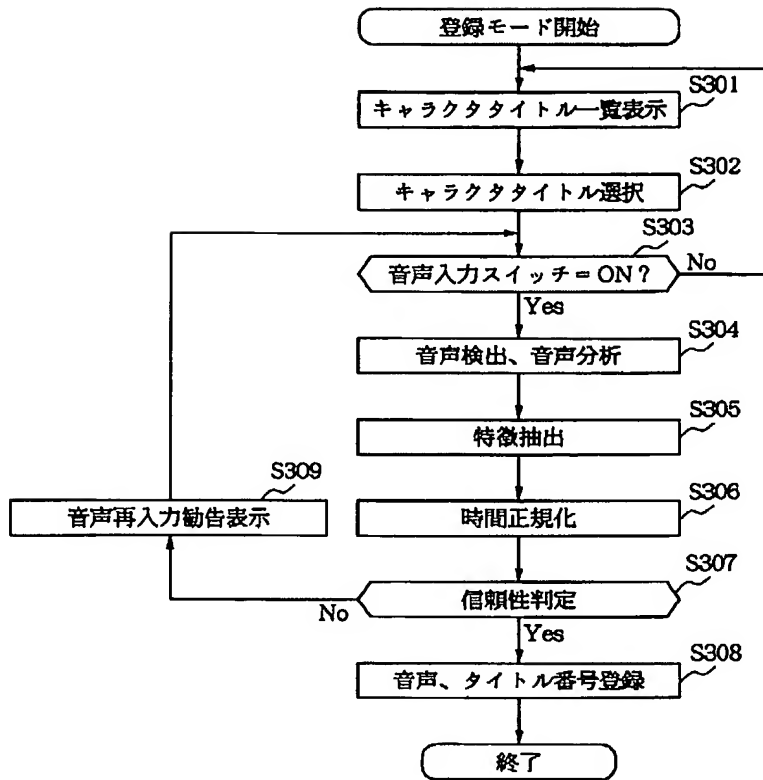 登録モード開始
S301
キャラクタタイトル一覧表示
S302
キャラクタタイトル選択
S303
音声入力スイッチ=ON?
No
Yes
S304
音声検出、音声分析
S305
特徴抽出
S309
音声再入力勧告表示
S306
時間正規化
S307
信頼性判定
No
Yes
S308
音声、タイトル番号登録
終了